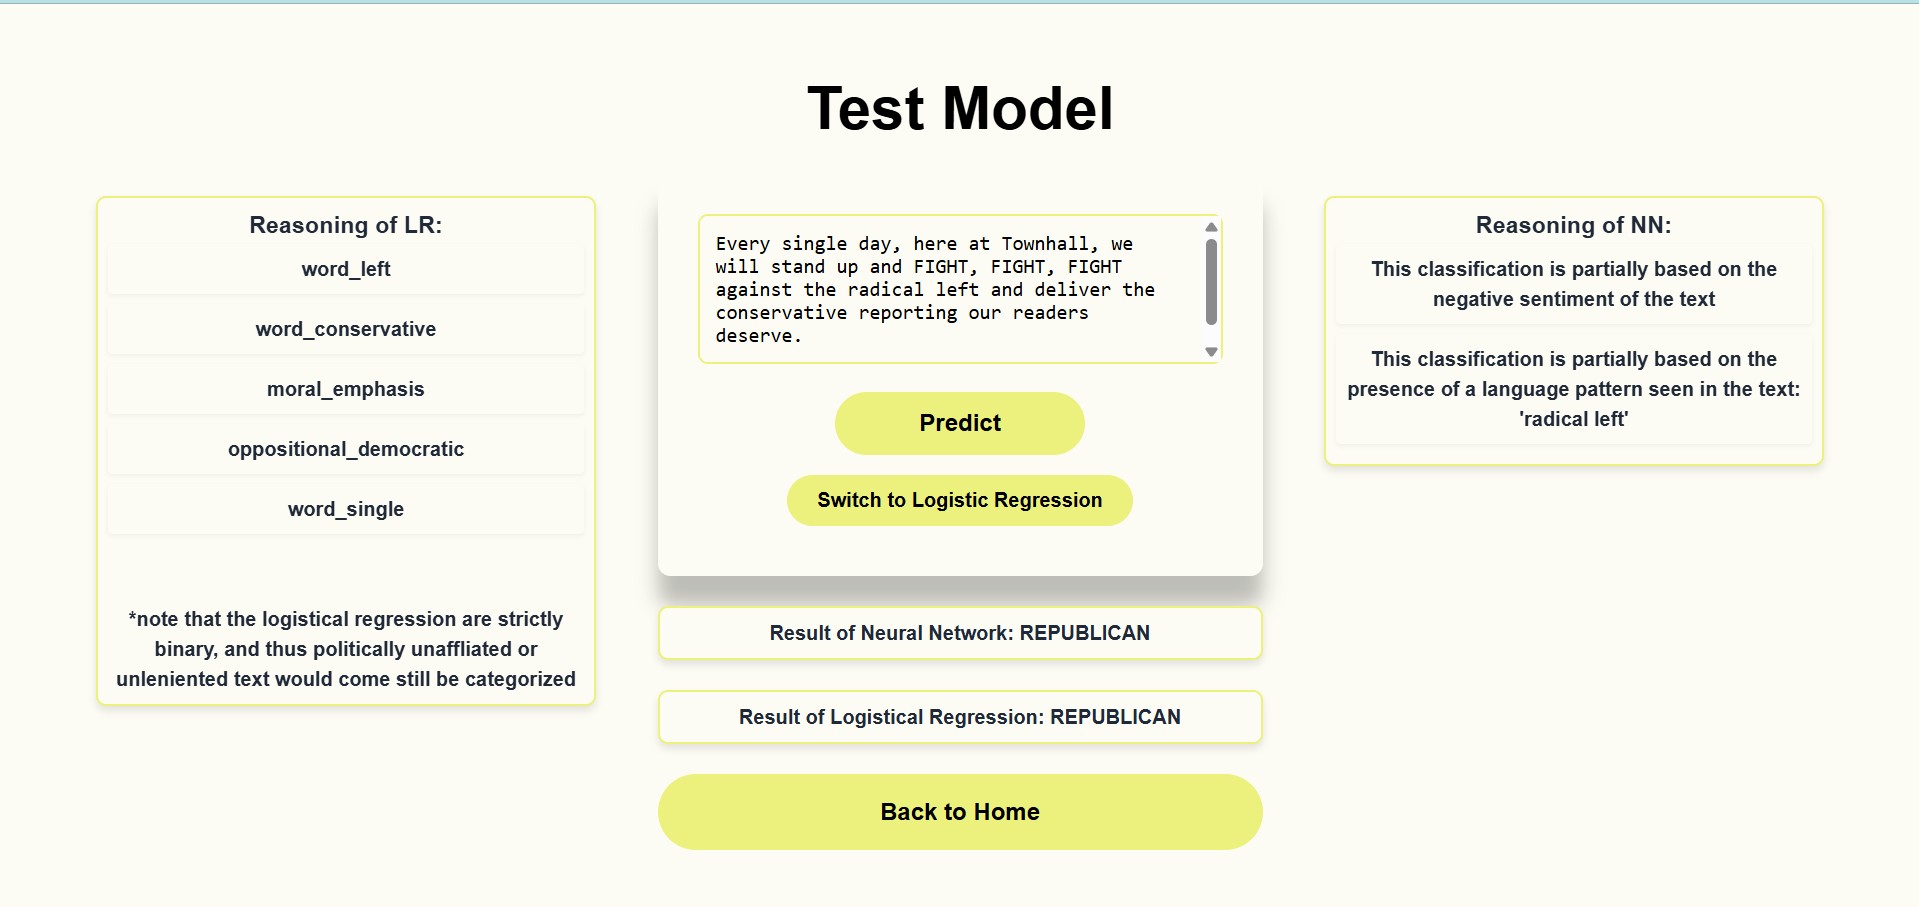 Test Model
Reasoning of LR:
word_left
word_conservative
moral_emphasis
oppositional_democratic
word_single
*note that the logistical regression are strictly
binary, and thus politically unaffliated or
unleniented text would come still be categorized
Every single day, here at Townhall, we
will stand up and FIGHT, FIGHT, FIGHT
against the radical left and deliver the
conservative reporting our readers
deserve.
Predict
Switch to Logistic Regression
Result of Neural Network: REPUBLICAN
Result of Logistical Regression: REPUBLICAN
Back to Home
Reasoning of NN:
This classification is partially based on the
negative sentiment of the text
This classification is partially based on the
presence of a language pattern seen in the text:
'radical left'